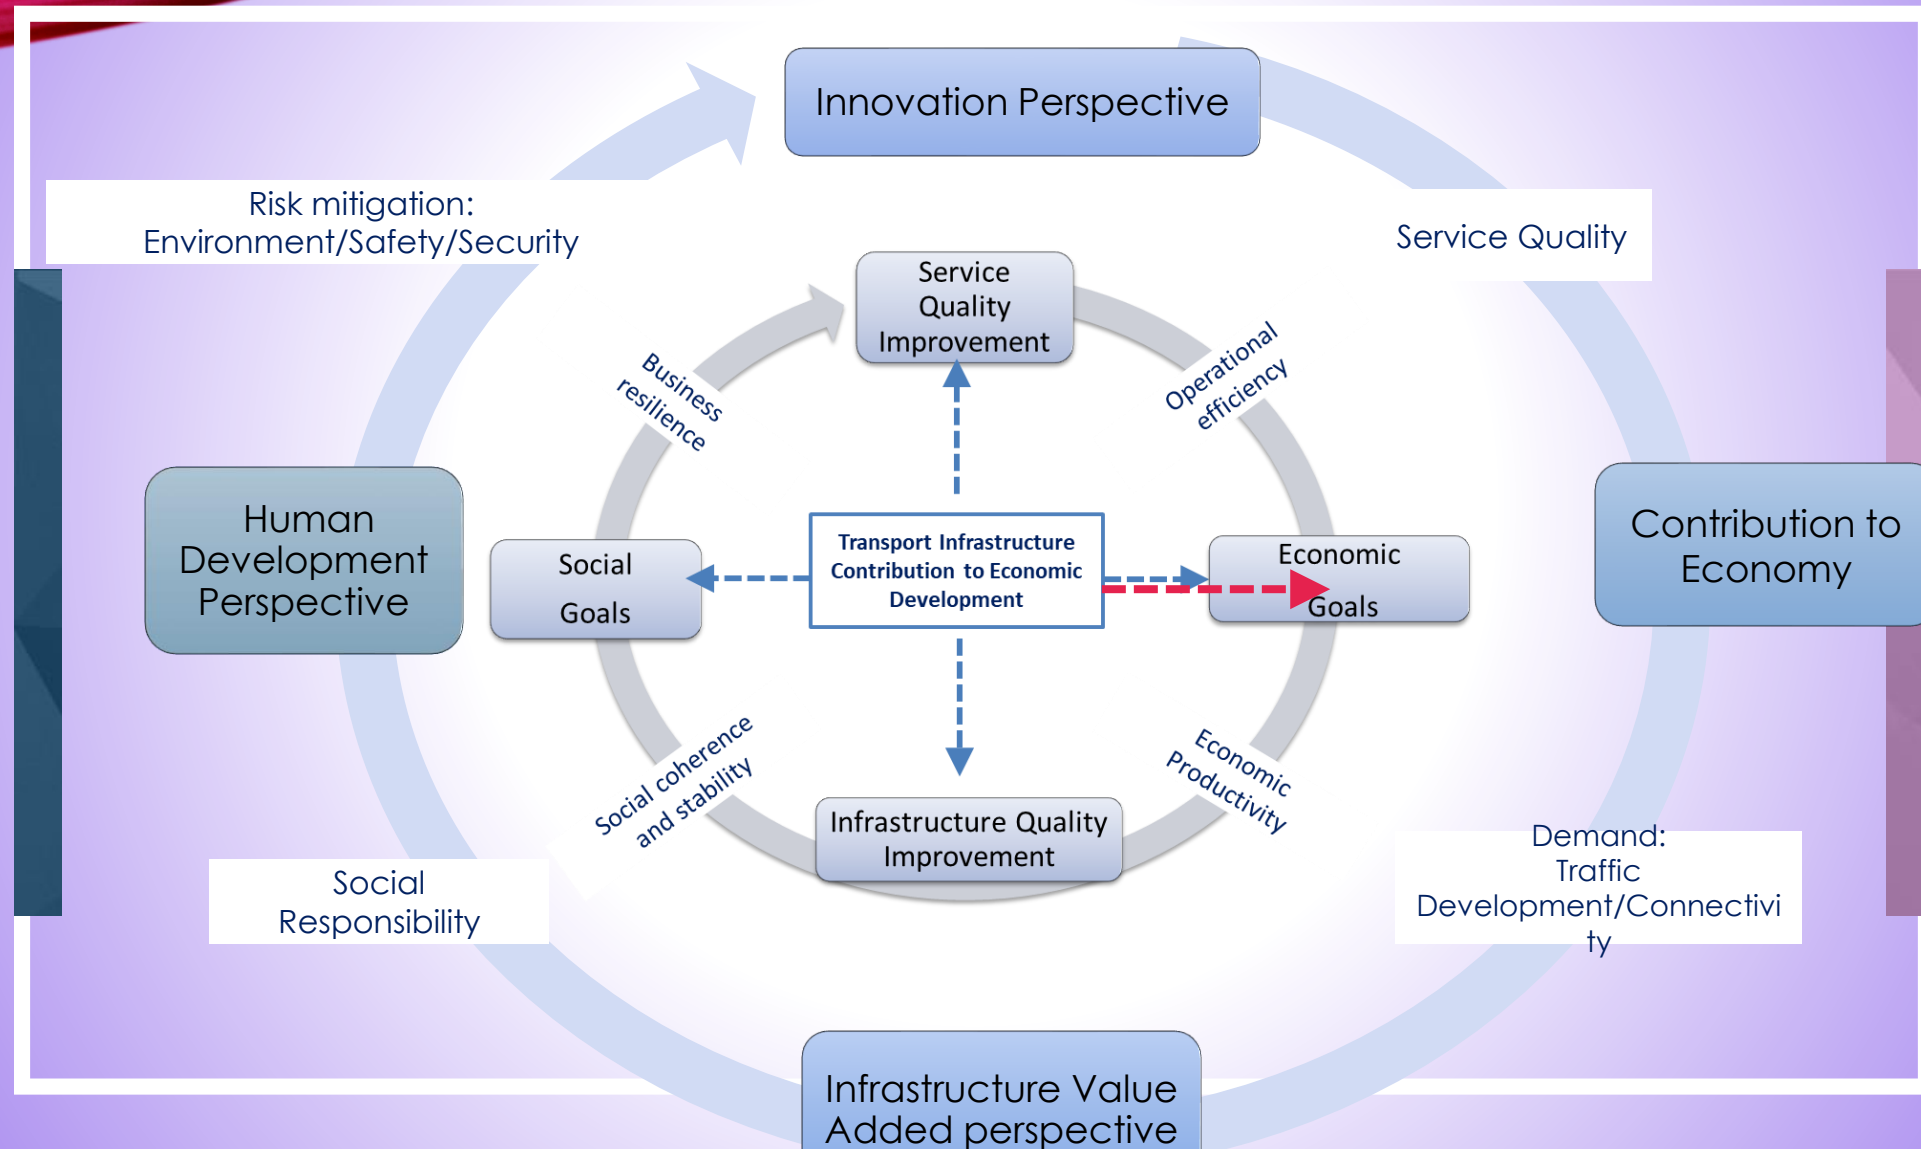 Innovation Perspective
Risk mitigation:
Environment/Safety/Security
Service Quality
Service
Quality
Improvement
Business
resilience
Operational
efficiency
Human
Development
Perspective
Social
Goals
Transport Infrastructure
Contribution to Economic
Development
Economic
Goals
Contribution to
Economy
Social coherence
and stability
Economic
Productivity
Infrastructure Quality
Improvement
Social
Responsibility
Demand:
Traffic
Development/Connectivi
ty
Infrastructure Value
Added perspective